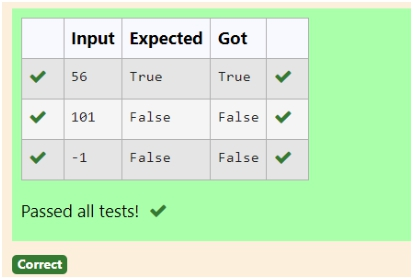 Input Expected Got
56 True True
101 False False
-1 False False
Passed all tests!
Correct